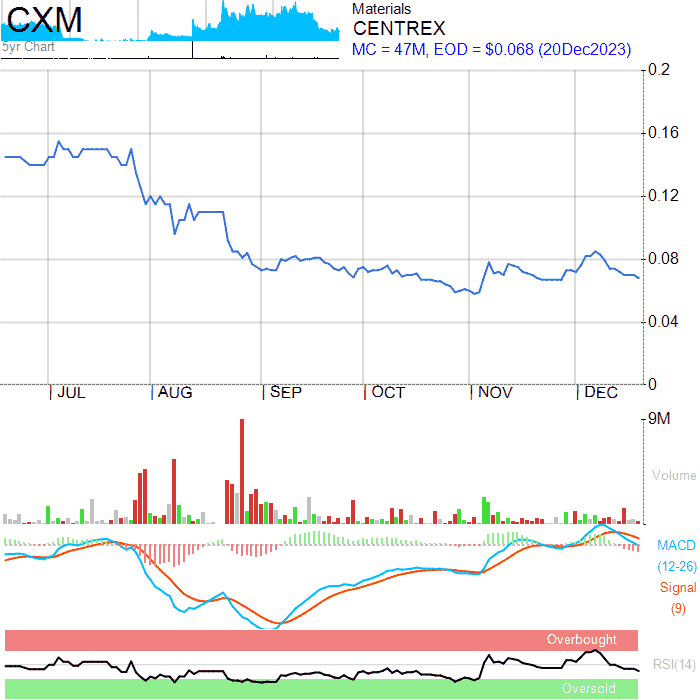 CXM
5yr Chart
Materials
CENTREX
MC = 47M, EOD = $0.068 (20Dec2023)
0.2
0.16
0.12
0.08
0.04
0
JUL AUG SEP OCT NOV DEC
9M
Volume
MACD
(12-26)
Signal
(9)
Overbought
RSI(14)
Oversold